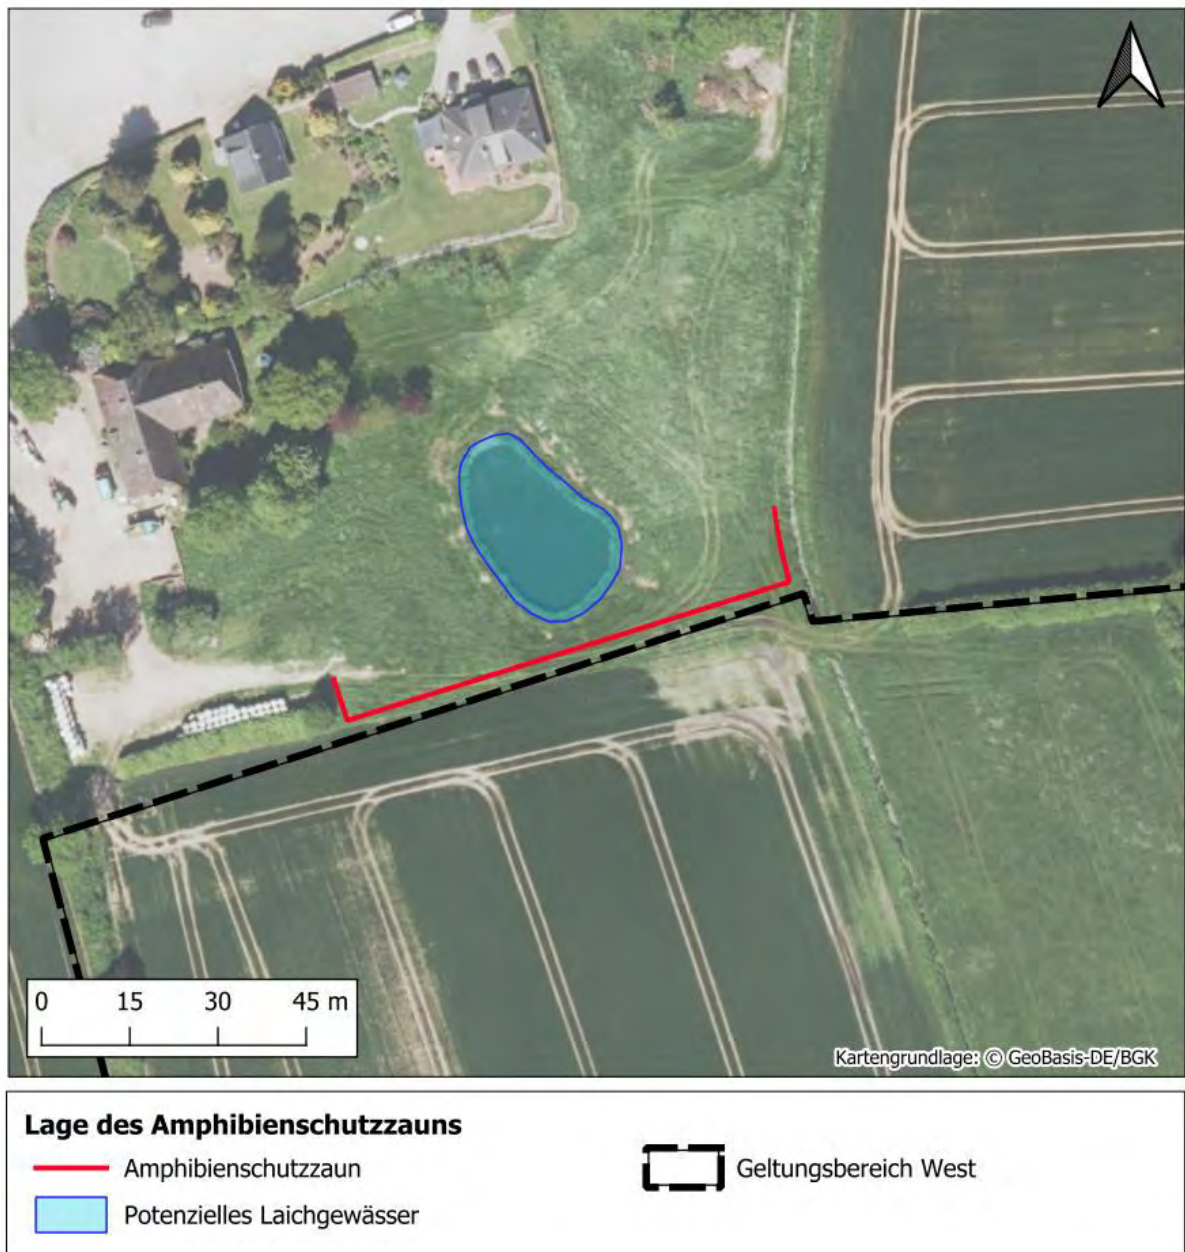 0 15 30 45 m
Kartengrundlage: © GeoBasis-DE/BGK
Lage des Amphibienschutzzauns
Amphibienschutzzaun
Geltungsbereich West
Potenzielles Laichgewässer